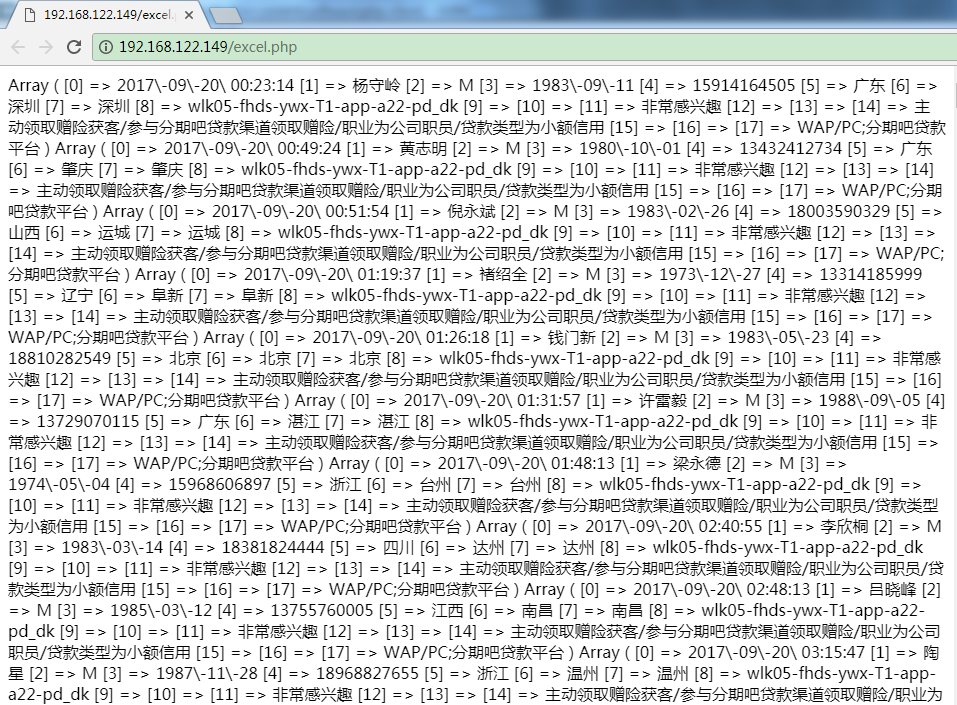 192.168.122.149/excel.
192.168.122.149/excel.php
Array ( [0] => 2017\-09\-20\ 00:23:14 [1] => 杨守岭 [2] => M [3] => 1983\-09\-11 [4] => 15914164505 [5] => 广东 [6] =>
深圳 [7] => 深圳 [8] => wlk05-fhds-ywx-T1-app-a22-pd_dk [9] => [10] => [11] => 非常感兴趣 [12] => [13] => [14] => 主
动领取赠险获客/参与分期吧贷款渠道领取赠险/职业为公司职员/贷款类型为小额信用 [15] => [16] => [17] => WAP/PC;分期吧贷款
平台 ) Array ( [0] => 2017\-09\-20\ 00:49:24 [1] => 黄志明 [2] => M [3] => 1980\-10\-01 [4] => 13432412734 [5] => 广东
[6] => 肇庆 [7] => 肇庆 [8] => wlk05-fhds-ywx-T1-app-a22-pd_dk [9] => [10] => [11] => 非常感兴趣 [12] => [13] => [14]
=> 主动领取赠险获客/参与分期吧贷款渠道领取赠险/职业为公司职员/贷款类型为小额信用 [15] => [16] => [17] => WAP/PC;分期
吧贷款平台 ) Array ( [0] => 2017\-09\-20\ 00:51:54 [1] => 倪永斌 [2] => M [3] => 1983\-02\-26 [4] => 18003590329 [5] =>
山西 [6] => 运城 [7] => 运城 [8] => wlk05-fhds-ywx-T1-app-a22-pd_dk [9] => [10] => [11] => 非常感兴趣 [12] => [13] =>
[14] => 主动领取赠险获客/参与分期吧贷款渠道领取赠险/职业为公司职员/贷款类型为小额信用 [15] => [16] => [17] => WAP/PC;
分期吧贷款平台 ) Array ( [0] => 2017\-09\-20\ 01:19:37 [1] => 褚绍全 [2] => M [3] => 1973\-12\-27 [4] => 13314185999
[5] => 辽宁 [6] => 阜新 [7] => 阜新 [8] => wlk05-fhds-ywx-T1-app-a22-pd_dk [9] => [10] => [11] => 非常感兴趣 [12] =>
[13] => [14] => 主动领取赠险获客/参与分期吧贷款渠道领取赠险/职业为公司职员/贷款类型为小额信用 [15] => [16] => [17] =>
WAP/PC;分期吧贷款平台 ) Array ( [0] => 2017\-09\-20\ 01:26:18 [1] => 钱门新 [2] => M [3] => 1983\-05\-23 [4] =>
18810282549 [5] => 北京 [6] => 北京 [7] => 北京 [8] => wlk05-fhds-ywx-T1-app-a22-pd_dk [9] => [10] => [11] => 非常感
兴趣 [12] => [13] => [14] => 主动领取赠险获客/参与分期吧贷款渠道领取赠险/职业为公司职员/贷款类型为小额信用 [15] => [16]
=> [17] => WAP/PC;分期吧贷款平台 ) Array ( [0] => 2017\-09\-20\ 01:31:57 [1] => 许雷毅 [2] => M [3] => 1988\-09\-05 [4]
=> 13729070115 [5] => 广东 [6] => 湛江 [7] => 湛江 [8] => wlk05-fhds-ywx-T1-app-a22-pd_dk [9] => [10] => [11] => 非
常感兴趣 [12] => [13] => [14] => 主动领取赠险获客/参与分期吧贷款渠道领取赠险/职业为公司职员/贷款类型为小额信用 [15] =>
[16] => [17] => WAP/PC;分期吧贷款平台 ) Array ( [0] => 2017\-09\-20\ 01:48:13 [1] => 梁永德 [2] => M [3] =>
1974\-05\-04 [4] => 15968606897 [5] => 浙江 [6] => 台州 [7] => 台州 [8] => wlk05-fhds-ywx-T1-app-a22-pd_dk [9] =>
[10] => [11] => 非常感兴趣 [12] => [13] => [14] => 主动领取赠险获客/参与分期吧贷款渠道领取赠险/职业为公司职员/贷款类型
为小额信用 [15] => [16] => [17] => WAP/PC;分期吧贷款平台 ) Array ( [0] => 2017\-09\-20\ 02:40:55 [1] => 李欣桐 [2] => M
[3] => 1983\-03\-14 [4] => 18381824444 [5] => 四川 [6] => 达州 [7] => 达州 [8] => wlk05-fhds-ywx-T1-app-a22-pd_dk
[9] => [10] => [11] => 非常感兴趣 [12] => [13] => [14] => 主动领取赠险获客/参与分期吧贷款渠道领取赠险/职业为公司职员/
贷款类型为小额信用 [15] => [16] => [17] => WAP/PC;分期吧贷款平台 ) Array ( [0] => 2017\-09\-20\ 02:48:13 [1] => 吕晓峰 [2]
=> M [3] => 1985\-03\-12 [4] => 13755760005 [5] => 江西 [6] => 南昌 [7] => 南昌 [8] => wlk05-fhds-ywx-T1-app-a22-
pd_dk [9] => [10] => [11] => 非常感兴趣 [12] => [13] => [14] => 主动领取赠险获客/参与分期吧贷款渠道领取赠险/职业为公司
职员/贷款类型为小额信用 [15] => [16] => [17] => WAP/PC;分期吧贷款平台 ) Array ( [0] => 2017\-09\-20\ 03:15:47 [1] => 陶
星 [2] => M [3] => 1987\-11\-28 [4] => 18968827655 [5] => 浙江 [6] => 温州 [7] => 温州 [8] => wlk05-fhds-ywx-T1-app-
a22-pd_dk [9] => [10] => [11] => 非常感兴趣 [12] => [13] => [14] => 主动领取赠险获客/参与分期吧贷款渠道领取赠险/职业为